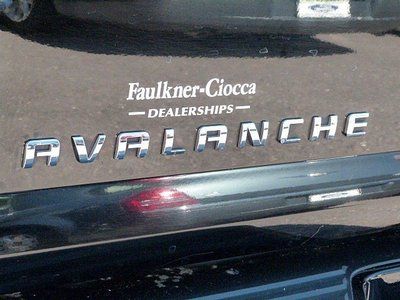 Faulkner-Ciocca
— DEALERSHIPS —
AVALANCHE